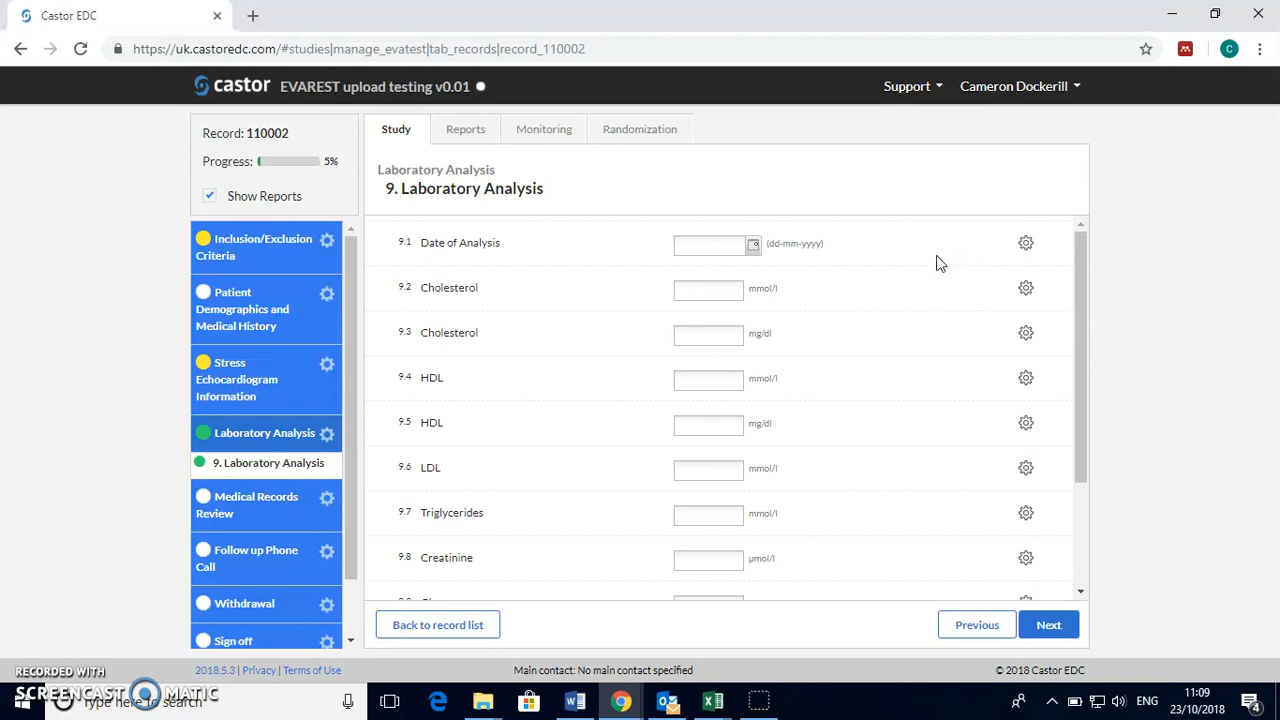 Castor EDC
https://uk.castoredc.com/#studies|manage_evatest|tab_records|record_110002
C
castor EVAREST upload testing v0.01
Support
Cameron Dockerill
Record: 110002
Progress: 5%
Show Reports
Inclusion/Exclusion
Criteria
Patient
Demographics and
Medical History
Stress
Echocardiogram
Information
Laboratory Analysis
9. Laboratory Analysis
Medical Records
Review
Follow up Phone
Call
Withdrawal
Sign off
Study Reports Monitoring Randomization
Laboratory Analysis
9. Laboratory Analysis
9.1 Date of Analysis (dd-mm-yyyy)
9.2 Cholesterol mmol/l
9.3 Cholesterol mg/dl
9.4 HDL mmol/l
9.5 HDL mg/dl
9.6 LDL mmol/l
9.7 Triglycerides mmol/l
9.8 Creatinine µmol/l
Back to record list
Previous Next
2018.5.3 | Privacy | Terms of Use
Main contact: No main contact specified
© 2018 Castor EDC
RECORDED WITH
SCREENCAST MATIC
Type here to search
ENG
11:09
23/10/2018
4